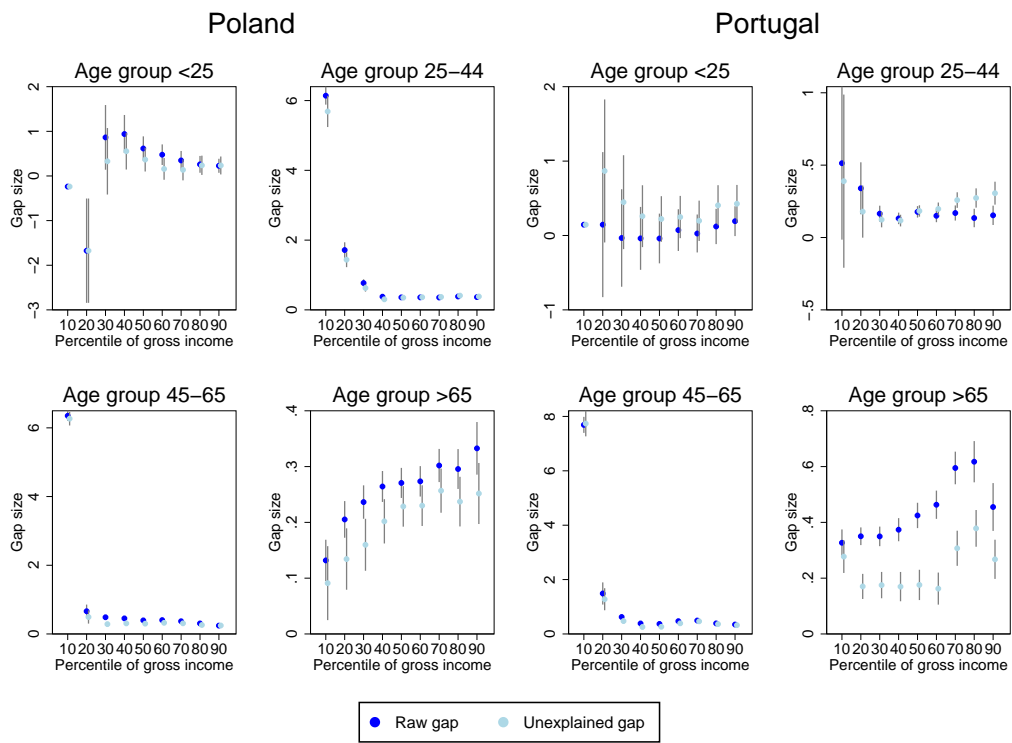 Poland
Portugal
Age group <25
Gap size
2
1
0
−1
−2
−3
10 20 30 40 50 60 70 80 90
Percentile of gross income
Age group 25−44
Gap size
6
4
2
0
10 20 30 40 50 60 70 80 90
Percentile of gross income
Age group <25
Gap size
2
1
0
−1
10 20 30 40 50 60 70 80 90
Percentile of gross income
Age group 25−44
Gap size
1
.5
0
−.5
10 20 30 40 50 60 70 80 90
Percentile of gross income
Age group 45−65
Gap size
6
4
2
0
10 20 30 40 50 60 70 80 90
Percentile of gross income
Age group >65
Gap size
.4
.3
.2
.1
0
10 20 30 40 50 60 70 80 90
Percentile of gross income
Age group 45−65
Gap size
8
6
4
2
0
10 20 30 40 50 60 70 80 90
Percentile of gross income
Age group >65
Gap size
.8
.6
.4
.2
0
10 20 30 40 50 60 70 80 90
Percentile of gross income
Raw gap
Unexplained gap